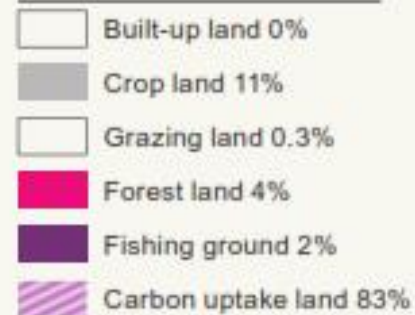 Built-up land 0%
Crop land 11%
Grazing land 0.3%
Forest land 4%
Fishing ground 2%
Carbon uptake land 83%